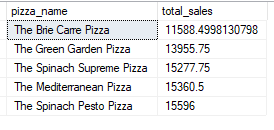 pizza_name total_sales
The Brie Carre Pizza 11588.4998130798
The Green Garden Pizza 13955.75
The Spinach Supreme Pizza 15277.75
The Mediterranean Pizza 15360.5
The Spinach Pesto Pizza 15596